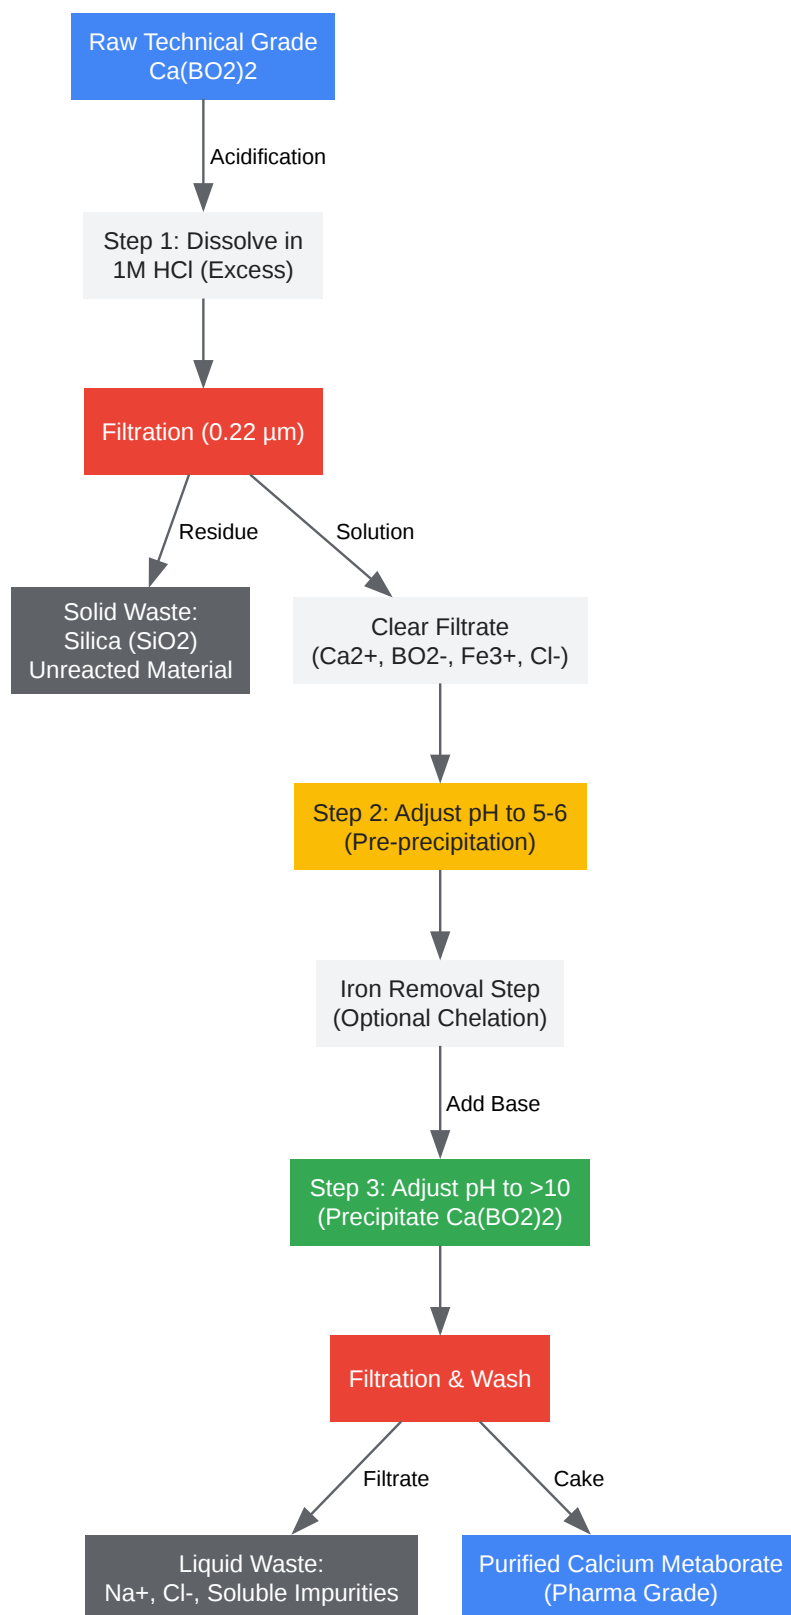 Raw Technical Grade
Ca(BO2)2
Acidification
Step 1: Dissolve in
1M HCl (Excess)
Filtration (0.22 µm)
Residue
Solution
Solid Waste:
Silica (SiO2)
Unreacted Material
Clear Filtrate
(Ca2+, BO2-, Fe3+, Cl-)
Step 2: Adjust pH to 5-6
(Pre-precipitation)
Iron Removal Step
(Optional Chelation)
Add Base
Step 3: Adjust pH to >10
(Precipitate Ca(BO2)2)
Filtration & Wash
Filtrate
Cake
Liquid Waste:
Na+, Cl-, Soluble Impurities
Purified Calcium Metaborate
(Pharma Grade)